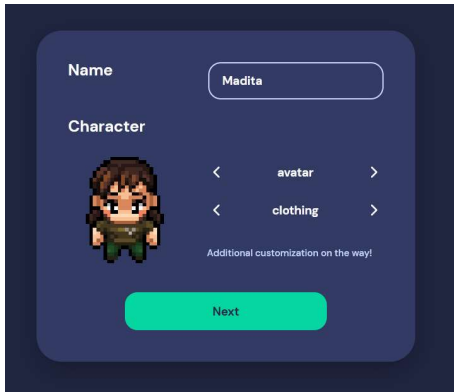 Name
Madita
Character
avatar
clothing
Additional customization on the way!
Next